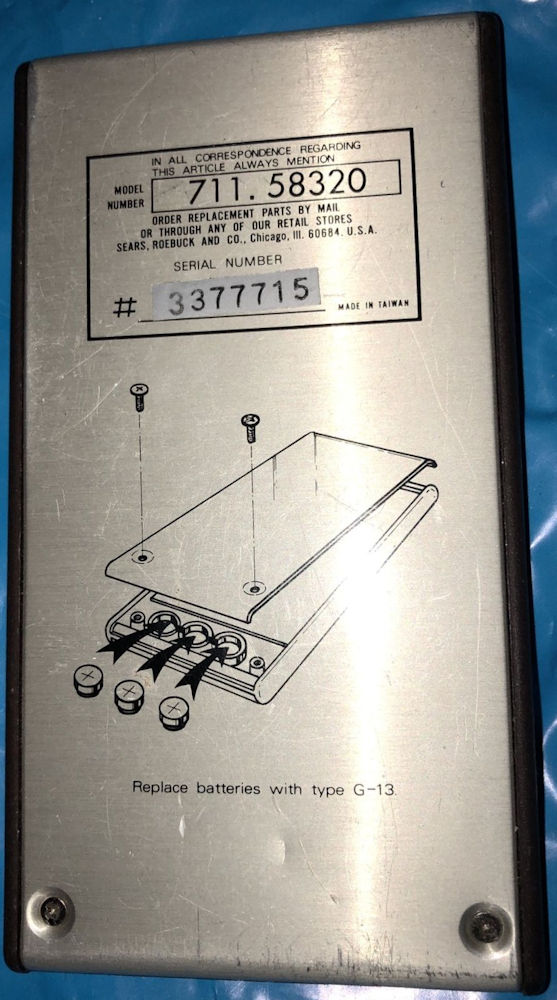 IN ALL CORRESPONDENCE REGARDING
THIS ARTICLE ALWAYS MENTION
MODEL
NUMBER
711.58320
ORDER REPLACEMENT PARTS BY MAIL
OR THROUGH ANY OF OUR RETAIL STORES
SEARS, ROEBUCK AND CO., Chicago, Ill. 60684. U.S.A.
SERIAL NUMBER
# 3377715
MADE IN TAIWAN
Replace batteries with type G-13.